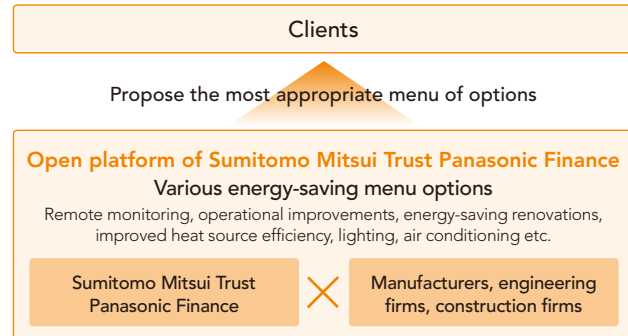 Clients
Propose the most appropriate menu of options
Open platform of Sumitomo Mitsui Trust Panasonic Finance
Various energy-saving menu options
Remote monitoring, operational improvements, energy-saving renovations,
improved heat source efficiency, lighting, air conditioning etc.
Sumitomo Mitsui Trust
Panasonic Finance
Manufacturers, engineering
firms, construction firms